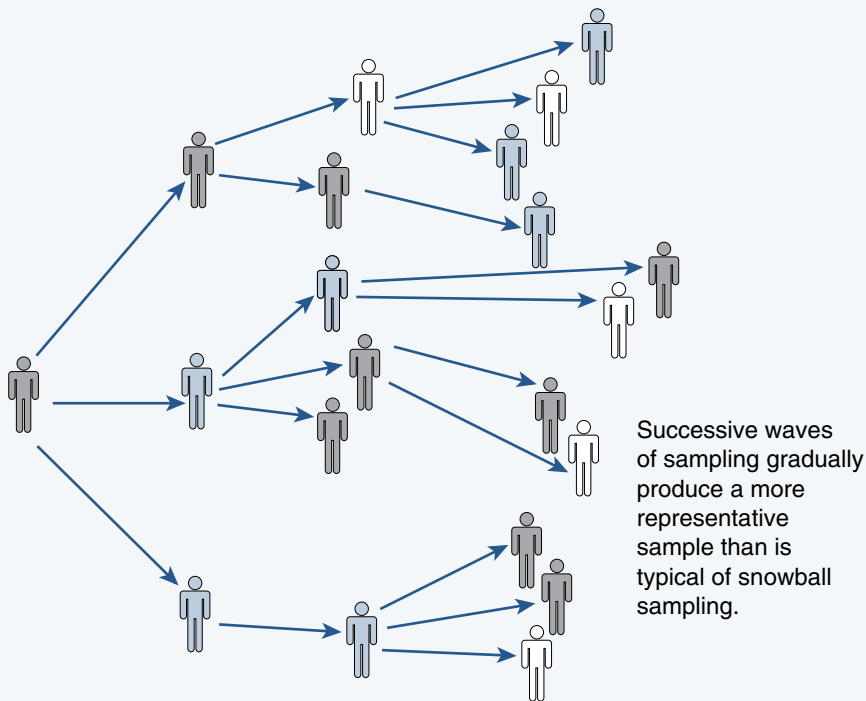 Successive waves
of sampling gradually
produce a more
representative
sample than is
typical of snowball
sampling.